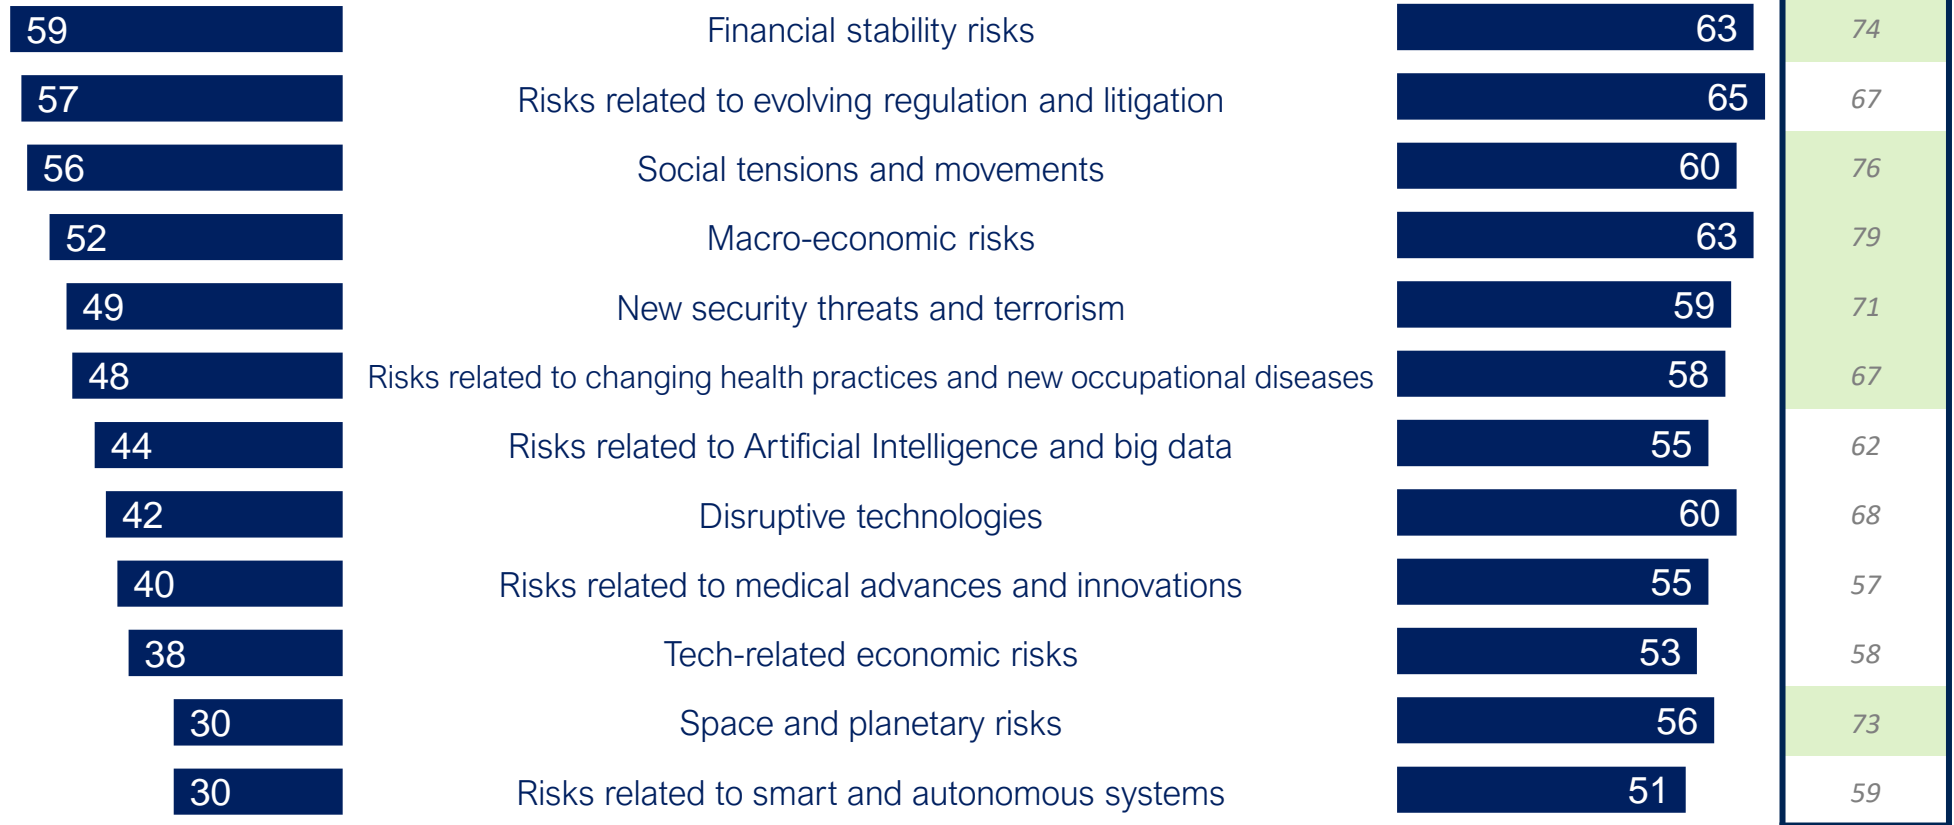 59 Financial stability risks 63 74
57 Risks related to evolving regulation and litigation 65 67
56 Social tensions and movements 60 76
52 Macro-economic risks 63 79
49 New security threats and terrorism 59 71
48 Risks related to changing health practices and new occupational diseases 58 67
44 Risks related to Artificial Intelligence and big data 55 62
42 Disruptive technologies 60 68
40 Risks related to medical advances and innovations 55 57
38 Tech-related economic risks 53 58
30 Space and planetary risks 56 73
30 Risks related to smart and autonomous systems 51 59